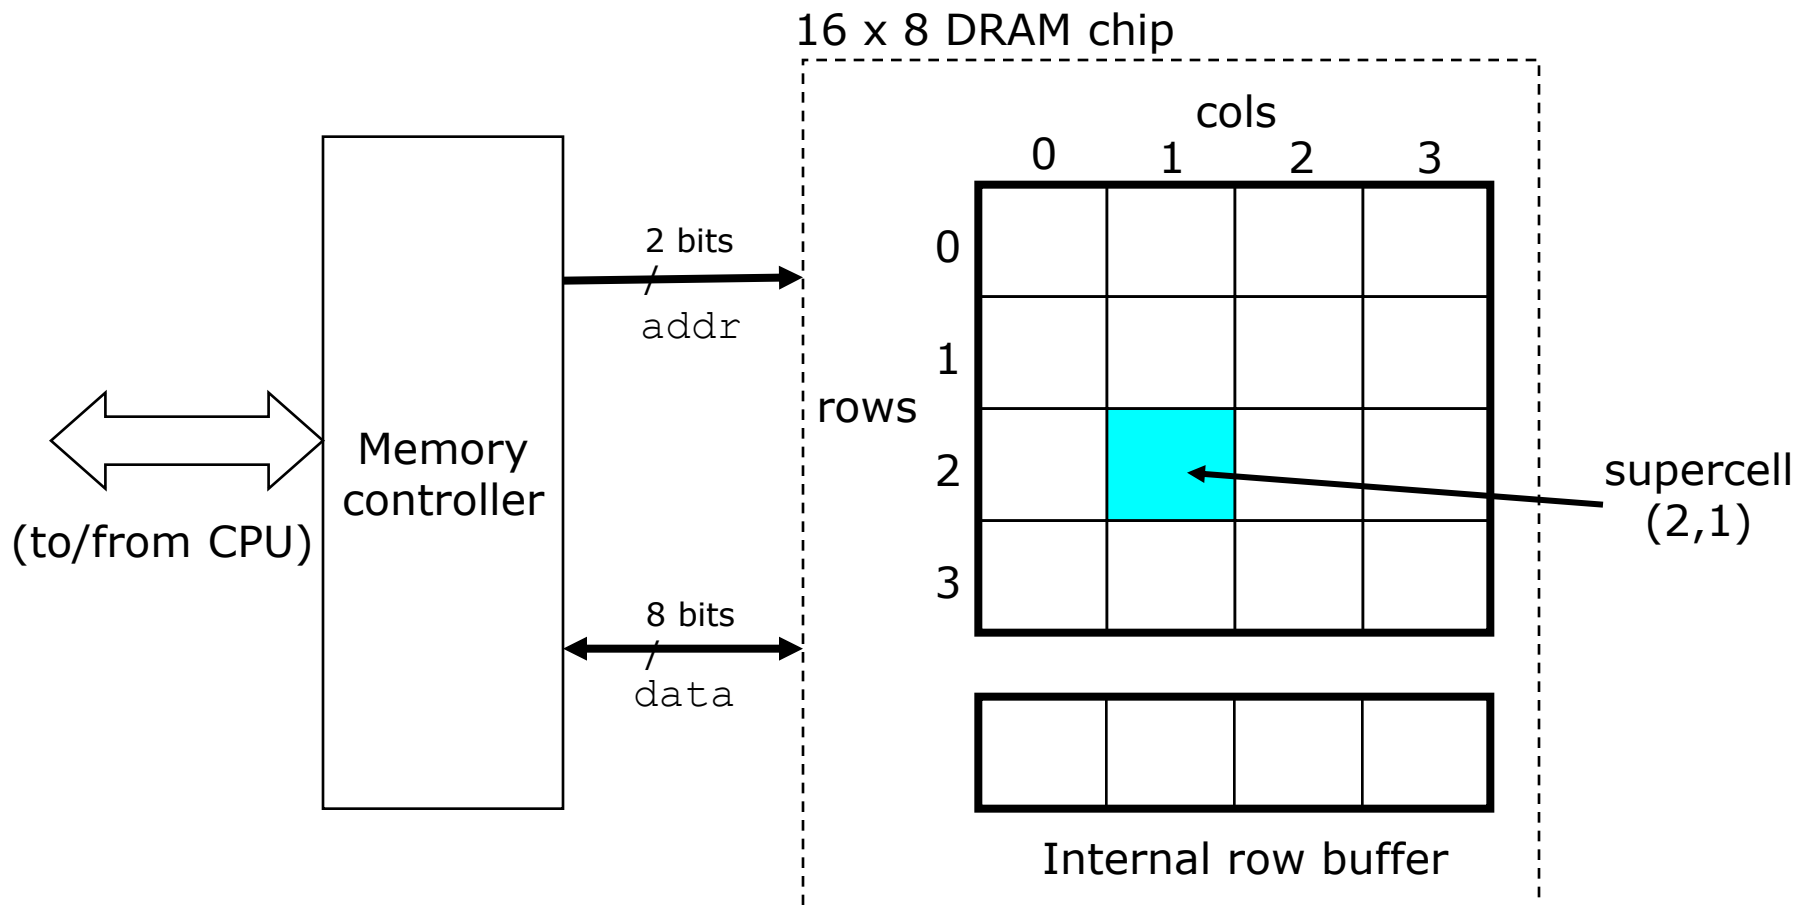 16 x 8 DRAM chip
cols
0 1 2 3
2 bits
addr
0
1
rows
Memory
controller
2
supercell
(2,1)
(to/from CPU)
3
8 bits
data
Internal row buffer